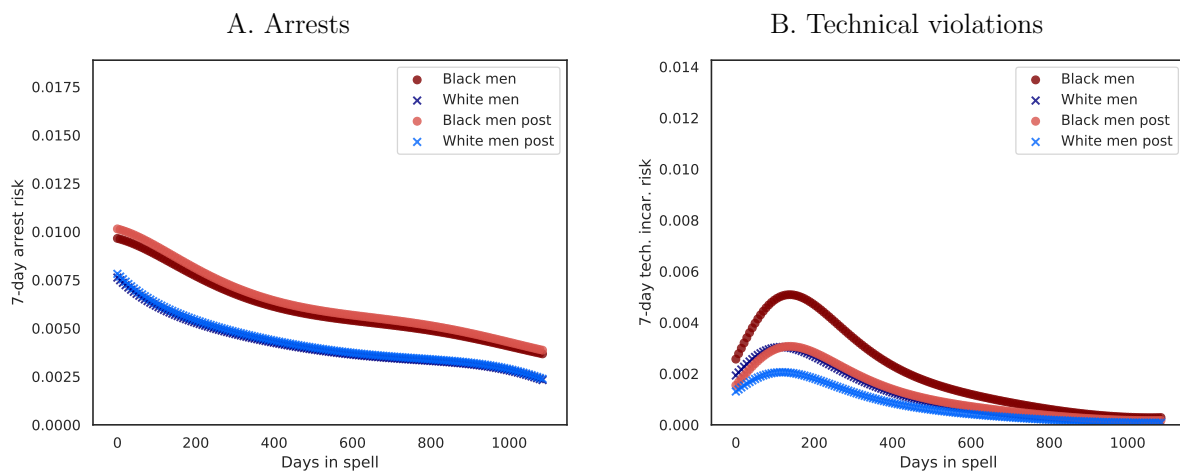 A. Arrests
0.0175
0.0150
0.0125
0.0100
0.0075
0.0050
0.0025
0.0000
7-day arrest risk
Black men
White men
Black men post
White men post
0 200 400 600 800 1000
Days in spell
B. Technical violations
0.014
0.012
0.010
0.008
0.006
0.004
0.002
0.000
7-day tech. incar. risk
Black men
White men
Black men post
White men post
0 200 400 600 800 1000
Days in spell